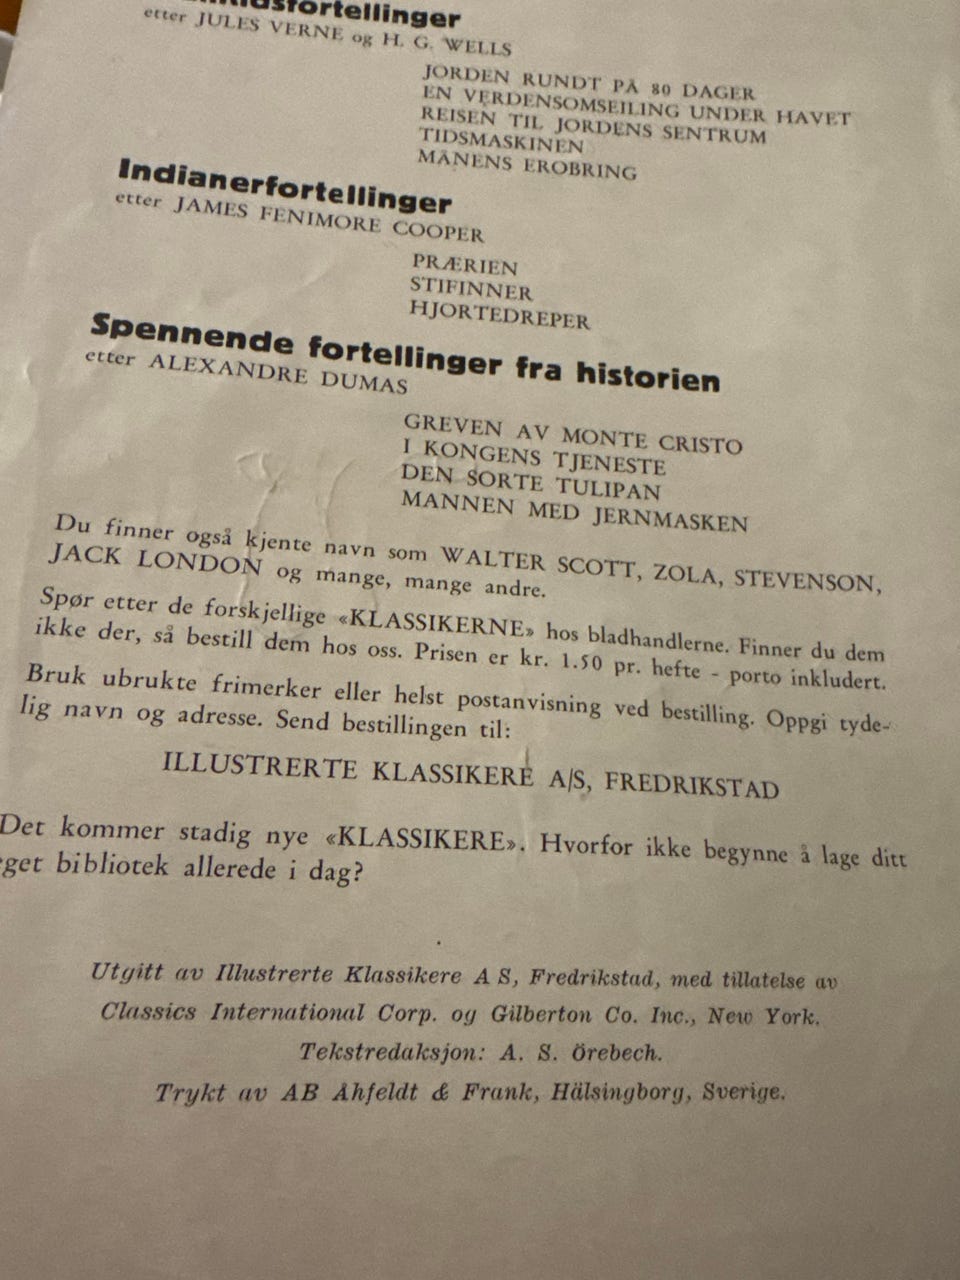 etter JULES VERNE og H. G. WELLS
JORDEN RUNDT PÅ 80 DAGER
EN VERDENSOMSEILING UNDER HAVET
REISEN TIL JORDENS SENTRUM
TIDSMASKINEN
MÅNENS EROBRING
Indianerfortellinger
etter JAMES FENIMORE COOPER
PRÆRIEN
STIFINNER
HJORTEDREPER
Spennende fortellinger fra historien
etter ALEXANDRE DUMAS
GREVEN AV MONTE CRISTO
I KONGENS TJENESTE
DEN SORTE TULIPAN
MANNEN MED JERNMASKEN
Du finner også kjente navn som WALTER SCOTT, ZOLA, STEVENSON,
JACK LONDON og mange, mange andre.
Spør etter de forskjellige «KLASSIKERNE» hos bladhandlerne. Finner du dem
ikke der, så bestill dem hos oss. Prisen er kr. 1.50 pr. hefte - porto inkludert.
Bruk ubrukte frimerker eller helst postanvisning ved bestilling. Oppgi tyde-
lig navn og adresse. Send bestillingen til:
ILLUSTRERTE KLASSIKERE A/S, FREDRIKSTAD
Det kommer stadig nye «KLASSIKERE». Hvorfor ikke begynne å lage ditt
get bibliotek allerede i dag?
Utgitt av Illustrerte Klassikere A S, Fredrikstad, med tillatelse av
Classics International Corp. og Gilberton Co. Inc., New York.
Tekstredaksjon: A. S. Örebech.
Trykt av AB Åhfeldt & Frank, Hälsingborg, Sverige.